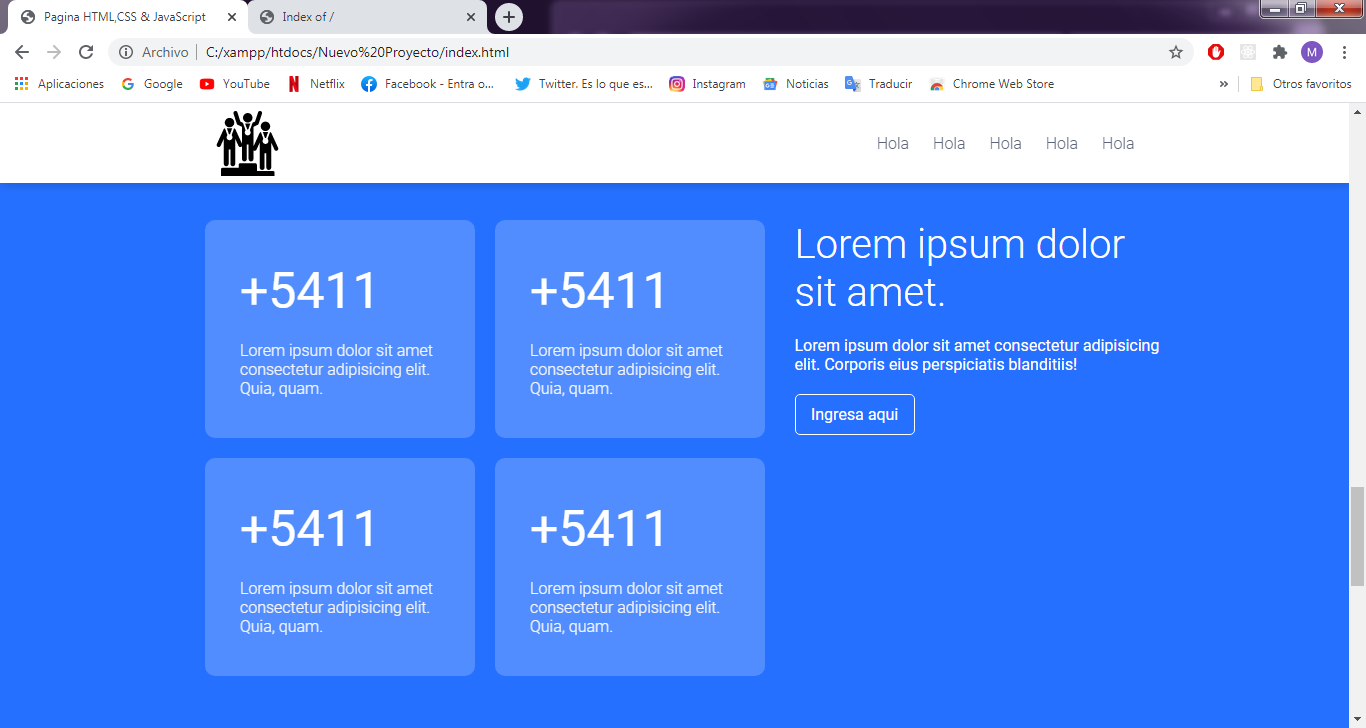 Pagina HTML,CSS & JavaScript
Index of /
Archivo
C:/xampp/htdocs/Nuevo%20Proyecto/index.html
M
Aplicaciones
Google
YouTube
Netflix
Facebook - Entra o...
Twitter. Es lo que es...
Instagram
Noticias
Traducir
Chrome Web Store
»
Otros favoritos
Hola
Hola
Hola
Hola
Hola
+5411
Lorem ipsum dolor sit amet
consectetur adipisicing elit.
Quia, quam.
+5411
Lorem ipsum dolor sit amet
consectetur adipisicing elit.
Quia, quam.
Lorem ipsum dolor
sit amet.
Lorem ipsum dolor sit amet consectetur adipisicing
elit. Corporis eius perspiciatis blanditiis!
Ingresa aqui
+5411
Lorem ipsum dolor sit amet
consectetur adipisicing elit.
Quia, quam.
+5411
Lorem ipsum dolor sit amet
consectetur adipisicing elit.
Quia, quam.